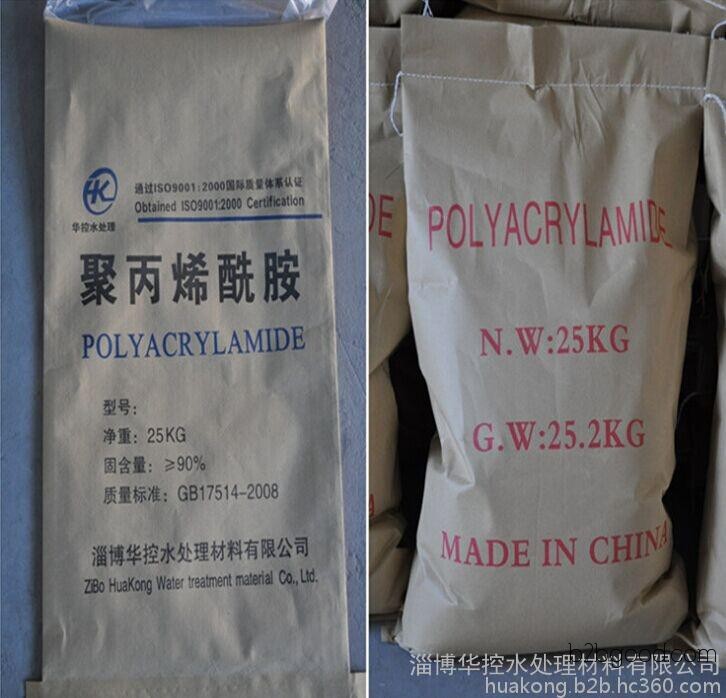 HK
华控水处理
通过ISO9001:2000国际质量体系认证
Obtained ISO9001:2000 Certification
聚丙烯酰胺
POLYACRYLAMIDE
型号:
净重: 25KG
固含量: ≥90%
质量标准: GB17514-2008
淄博华控水处理材料有限公司
ZiBo HuaKong Water treatment material Co., Ltd.
DE
POLYACRYLAMIDE
N.W:25KG
G.W:25.2KG
MADE IN CHINA
淄博华控水处理材料有限公司
huakong.b2b.hc360.com